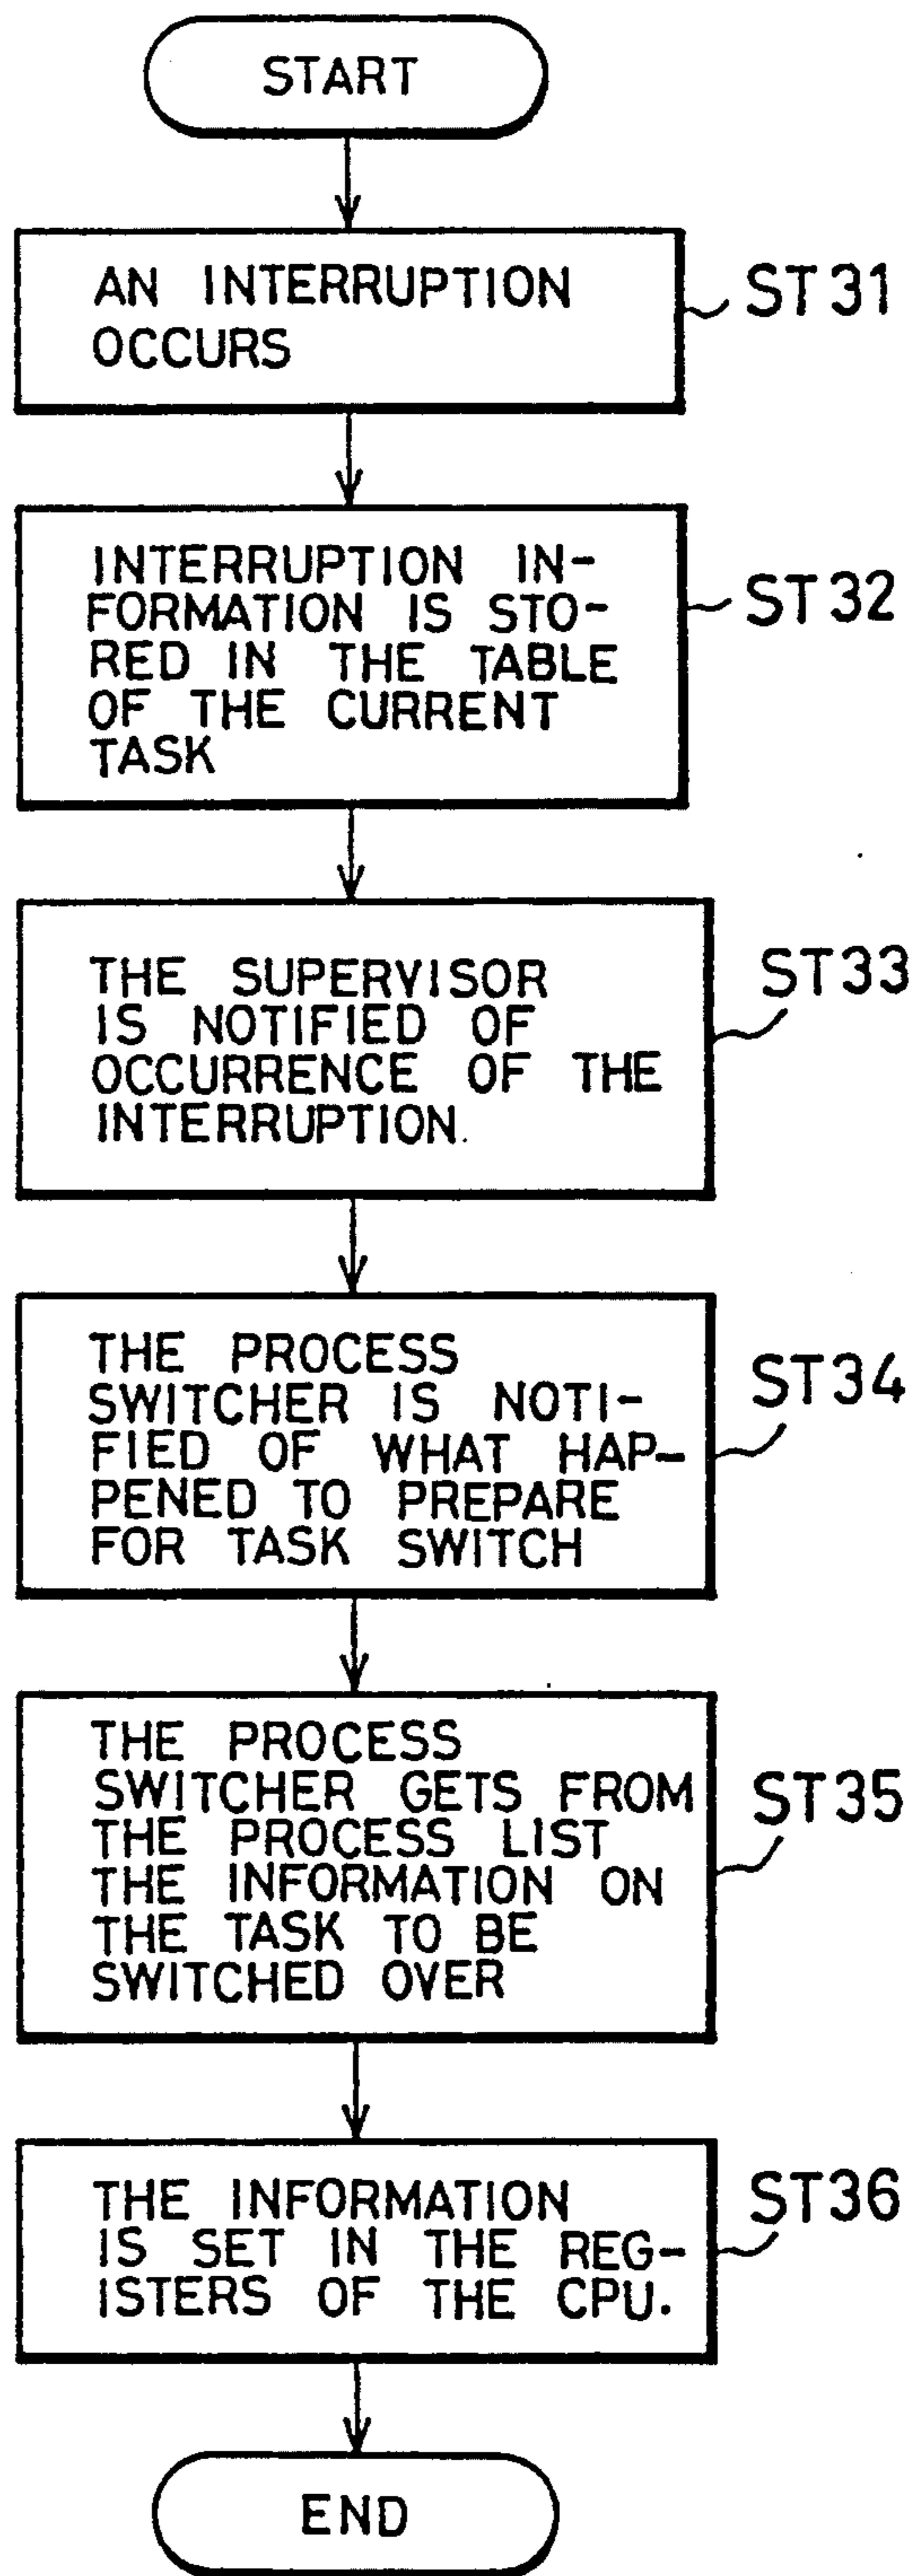 START
AN INTERRUPTION
OCCURS
ST31
INTERRUPTION IN-
FORMATION IS STO-
RED IN THE TABLE
OF THE CURRENT
TASK
ST32
THE SUPERVISOR
IS NOTIFIED OF
OCCURRENCE OF THE
INTERRUPTION.
ST33
THE PROCESS
SWITCHER IS NOTI-
FIED OF WHAT HAP-
PENED TO PREPARE
FOR TASK SWITCH
ST34
THE PROCESS
SWITCHER GETS FROM
THE PROCESS LIST
THE INFORMATION ON
THE TASK TO BE
SWITCHED OVER
ST35
THE INFORMATION
IS SET IN THE REG-
ISTERS OF THE CPU.
ST36
END